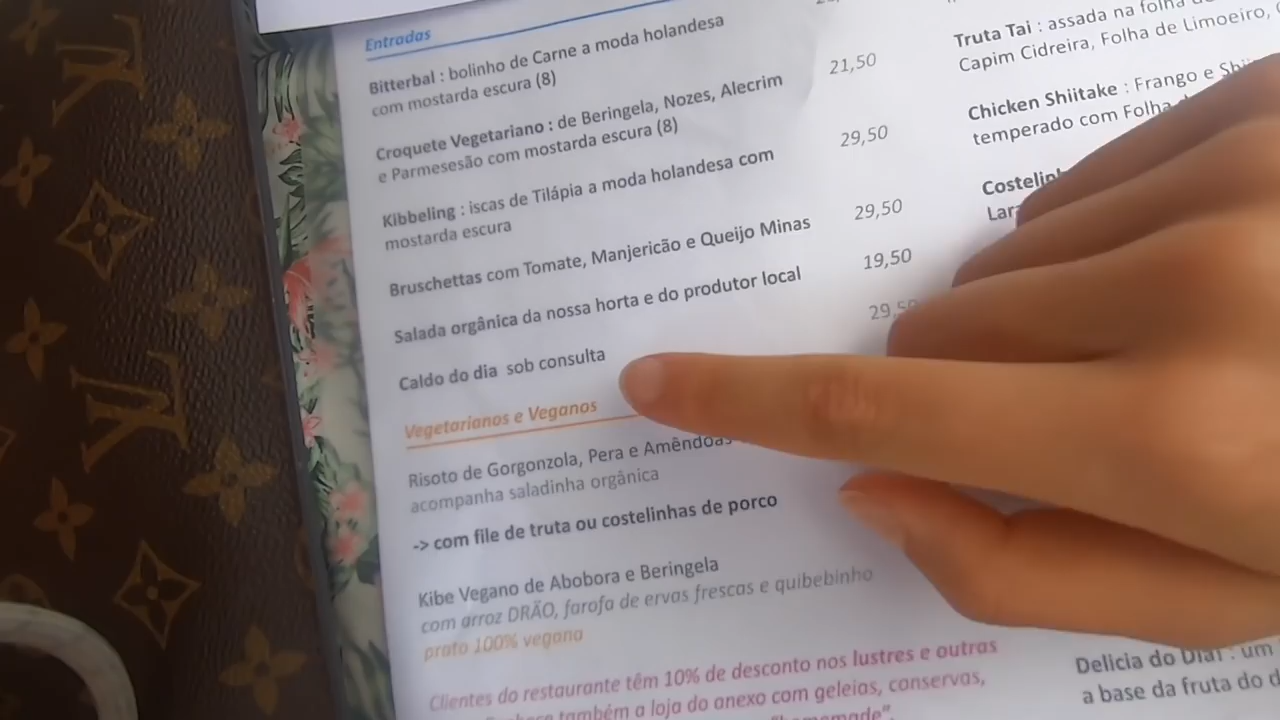 Entradas
Bitterbal : bolinho de Carne a moda holandesa
com mostarda escura (8)
21,50
Croquete Vegetariano : de Beringela, Nozes, Alecrim
e Parmesesão com mostarda escura (8)
29,50
Kibbeling : iscas de Tilápia a moda holandesa com
mostarda escura
29,50
Bruschettas com Tomate, Manjericão e Queijo Minas
19,50
Salada orgânica da nossa horta e do produtor local
29,50
Caldo do dia sob consulta
Vegetarianos e Veganos
Risoto de Gorgonzola, Pera e Amêndoas
acompanha saladinha orgânica
-> com file de truta ou costelinhas de porco
Kibe Vegano de Abobora e Beringela
com arroz DRÃO, farofa de ervas frescas e quibebinho
prato 100% vegano
Clientes do restaurante têm 10% de desconto nos lustres e outras
também a loja do anexo com geleias, conservas,
Truta Tai : assada na folha
Capim Cidreira, Folha de Limoeiro,
Chicken Shiitake : Frango e
temperado com Folha
Delicia do Dia! : um
a base da fruta do
LV
LV